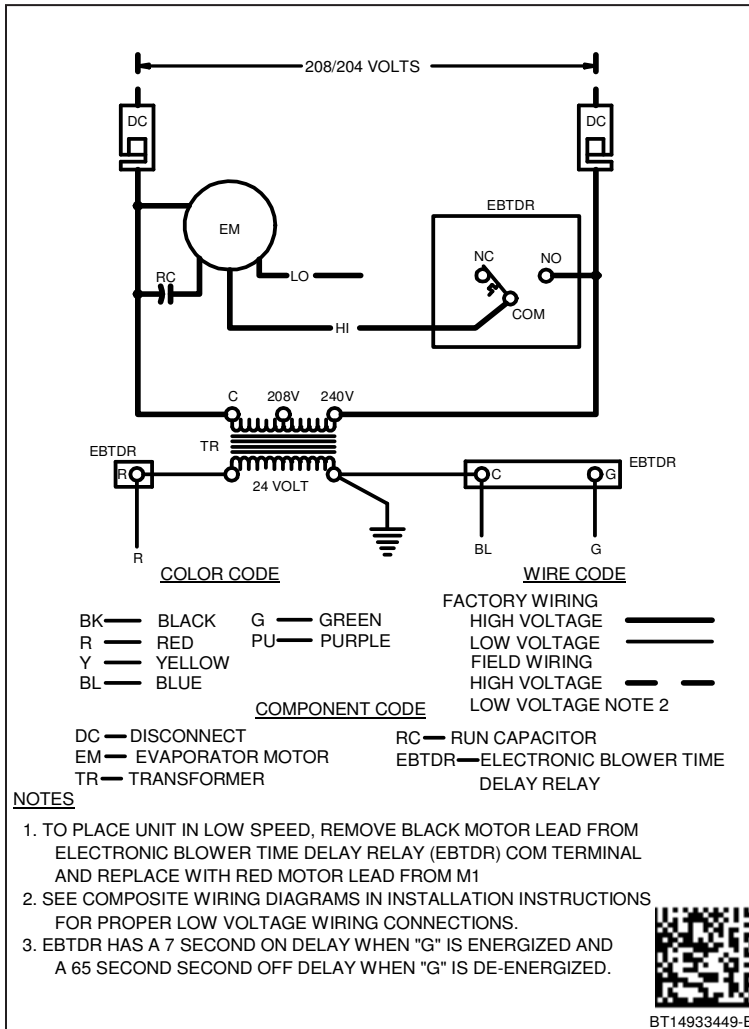 208/204 VOLTS
DC
DC
EBTDR
EM
NC
NO
RC
LO
COM
HI
C 208V 240V
TR
EBTDR
EBTDR
R
24 VOLT
C
G
R
BL
G
COLOR CODE
BK BLACK
R RED
Y YELLOW
BL BLUE
G GREEN
PU PURPLE
WIRE CODE
FACTORY WIRING
HIGH VOLTAGE
LOW VOLTAGE
FIELD WIRING
HIGH VOLTAGE
LOW VOLTAGE NOTE 2
COMPONENT CODE
DC DISCONNECT
EM EVAPORATOR MOTOR
TR TRANSFORMER
RC RUN CAPACITOR
EBTDR ELECTRONIC BLOWER TIME
DELAY RELAY
NOTES
1. TO PLACE UNIT IN LOW SPEED, REMOVE BLACK MOTOR LEAD FROM
ELECTRONIC BLOWER TIME DELAY RELAY (EBTDR) COM TERMINAL
AND REPLACE WITH RED MOTOR LEAD FROM M1
2. SEE COMPOSITE WIRING DIAGRAMS IN INSTALLATION INSTRUCTIONS
FOR PROPER LOW VOLTAGE WIRING CONNECTIONS.
3. EBTDR HAS A 7 SECOND ON DELAY WHEN "G" IS ENERGIZED AND
A 65 SECOND SECOND OFF DELAY WHEN "G" IS DE-ENERGIZED.
BT14933449-E